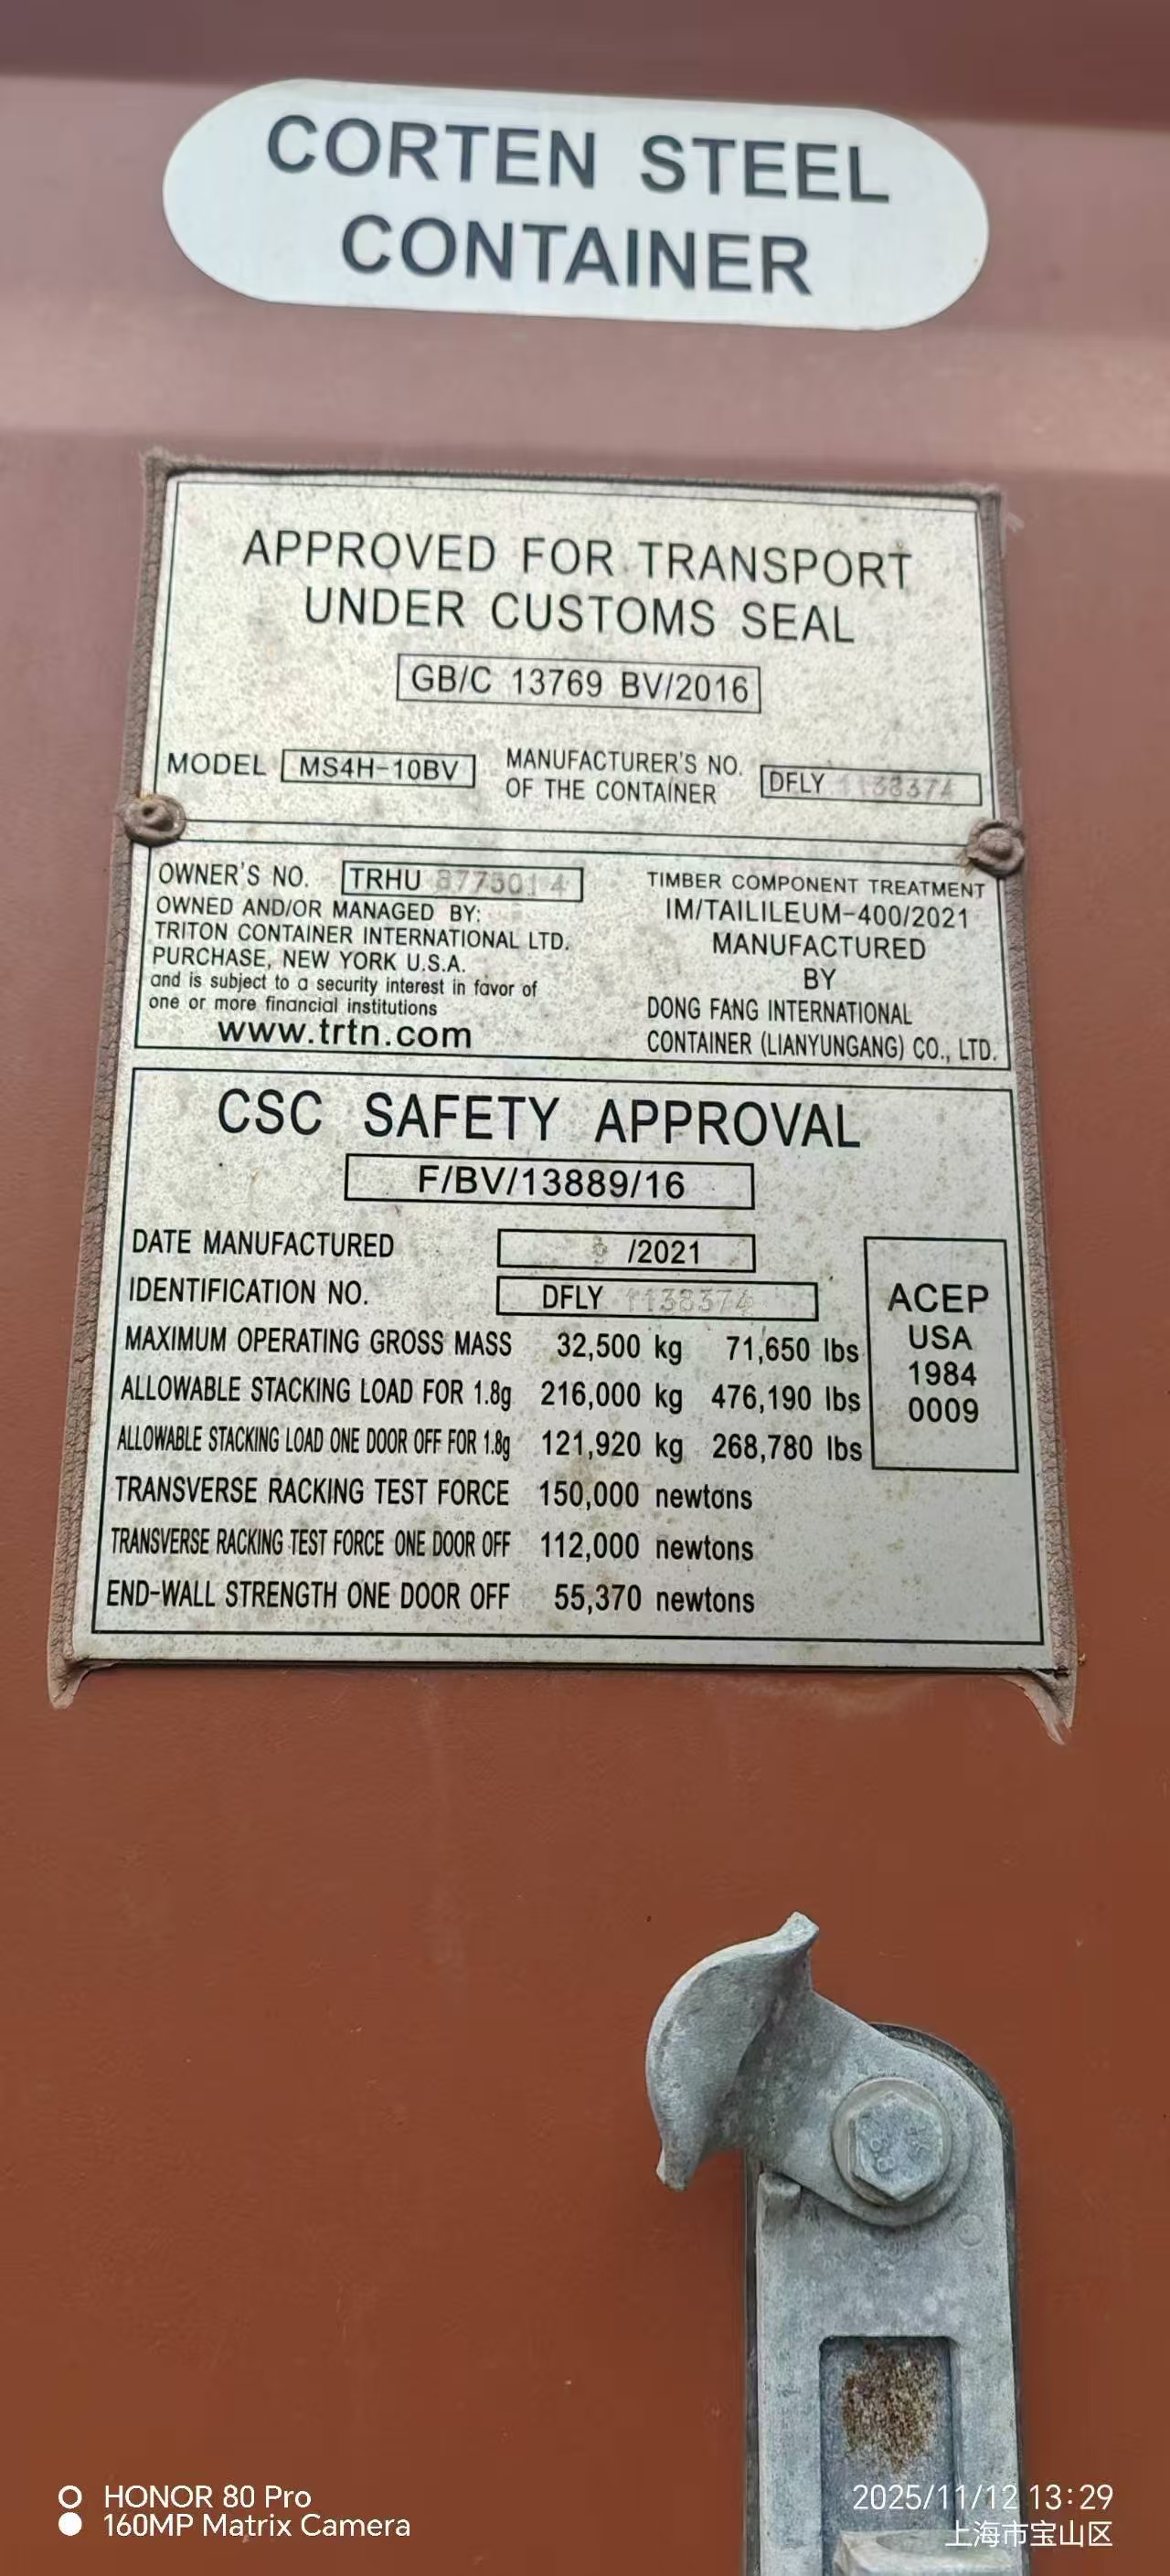 CORTEN STEEL
CONTAINER
APPROVED FOR TRANSPORT
UNDER CUSTOMS SEAL
GB/C 13769 BV/2016
MODEL MS4H-10BV
MANUFACTURER'S NO.
OF THE CONTAINER
DFLY 1138374
OWNER'S NO. TRHU
OWNED AND/OR MANAGED BY:
TRITON CONTAINER INTERNATIONAL LTD.
PURCHASE, NEW YORK U.S.A.
and is subject to a security interest in favor of
one or more financial institutions
www.trtn.com
TIMBER COMPONENT TREATMENT
IM/TAILILEUM-400/2021
MANUFACTURED
BY
DONG FANG INTERNATIONAL
CONTAINER (LIANYUNGANG) CO., LTD.
CSC SAFETY APPROVAL
F/BV/13889/16
DATE MANUFACTURED /2021
IDENTIFICATION NO. DFLY 1138374
MAXIMUM OPERATING GROSS MASS 32,500 kg 71,650 lbs
ALLOWABLE STACKING LOAD FOR 1.8g 216,000 kg 476,190 lbs
ALLOWABLE STACKING LOAD ONE DOOR OFF FOR 1.8g 121,920 kg 268,780 lbs
TRANSVERSE RACKING TEST FORCE 150,000 newtons
TRANSVERSE RACKING TEST FORCE ONE DOOR OFF 112,000 newtons
END-WALL STRENGTH ONE DOOR OFF 55,370 newtons
ACEP
USA
1984
0009
HONOR 80 Pro
160MP Matrix Camera
2025/11/12 13:29
上海市宝山区